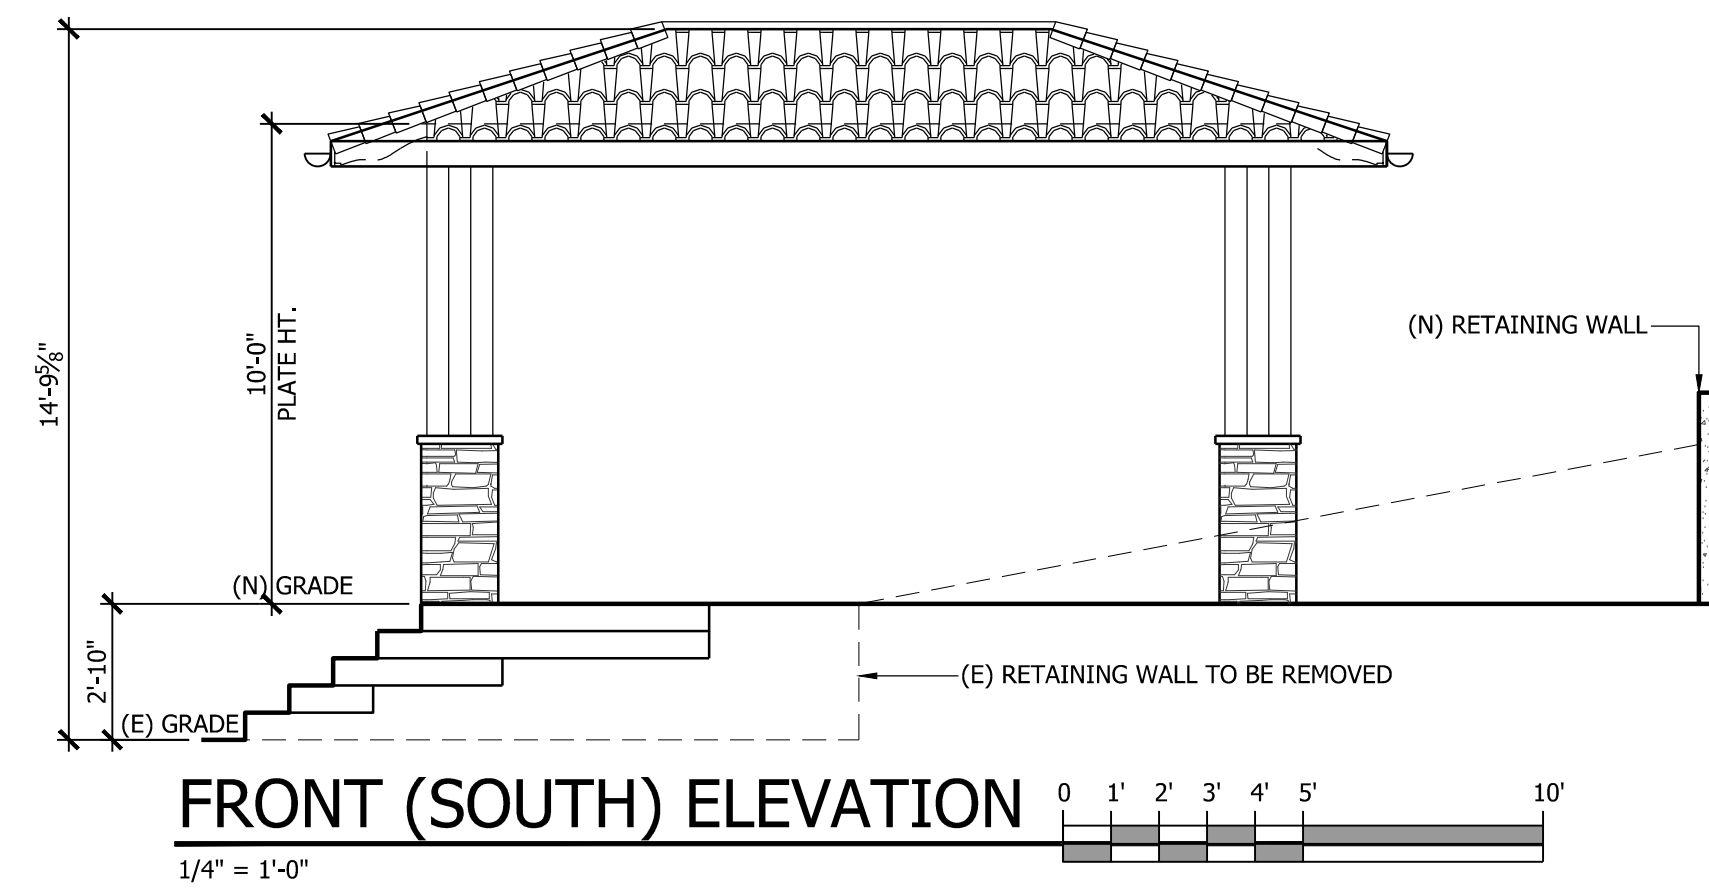 14'-9⅝"
10'-0"
PLATE HT.
(N) RETAINING WALL
(N) GRADE
2'-10"
(E) GRADE
(E) RETAINING WALL TO BE REMOVED
FRONT (SOUTH) ELEVATION
0 1' 2' 3' 4' 5' 10'
1/4" = 1'-0"